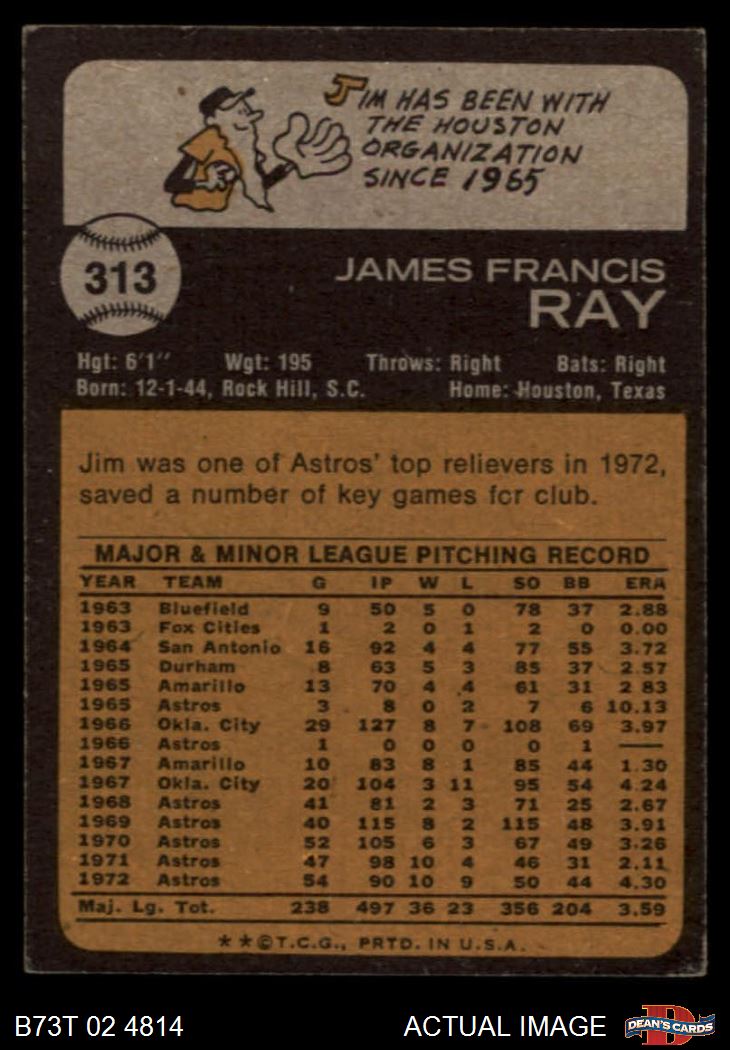 JIM HAS BEEN WITH
THE HOUSTON
ORGANIZATION
SINCE 1965
313
JAMES FRANCIS
RAY
Hgt: 6'1" Wgt: 195 Throws: Right Bats: Right
Born: 12-1-44, Rock Hill, S.C. Home: Houston, Texas
Jim was one of Astros' top relievers in 1972,
saved a number of key games for club.
MAJOR & MINOR LEAGUE PITCHING RECORD
YEAR TEAM G IP W L SO BB ERA
1963 Bluefield 9 50 5 0 78 37 2.88
1963 Fox Cities 1 2 0 1 2 0 0.00
1964 San Antonio 16 92 4 4 77 55 3.72
1965 Durham 8 63 5 3 85 37 2.57
1965 Amarillo 13 70 4 4 61 31 2 83
1965 Astros 3 8 0 2 7 6 10.13
1966 Okla. City 29 127 8 7 108 69 3.97
1966 Astros 1 0 0 0 0 1 —
1967 Amarillo 10 83 8 1 85 44 1.30
1967 Okla. City 20 104 3 11 95 54 4.24
1968 Astros 41 81 2 3 71 25 2.67
1969 Astros 40 115 8 2 115 48 3.91
1970 Astros 52 105 6 3 67 49 3.26
1971 Astros 47 98 10 4 46 31 2.11
1972 Astros 54 90 10 9 50 44 4.30
Maj. Lg. Tot. 238 497 36 23 356 204 3.59
**©T.C.G., PRTD. IN U.S.A.
B73T 02 4814 ACTUAL IMAGE D DEAN'S CARDS